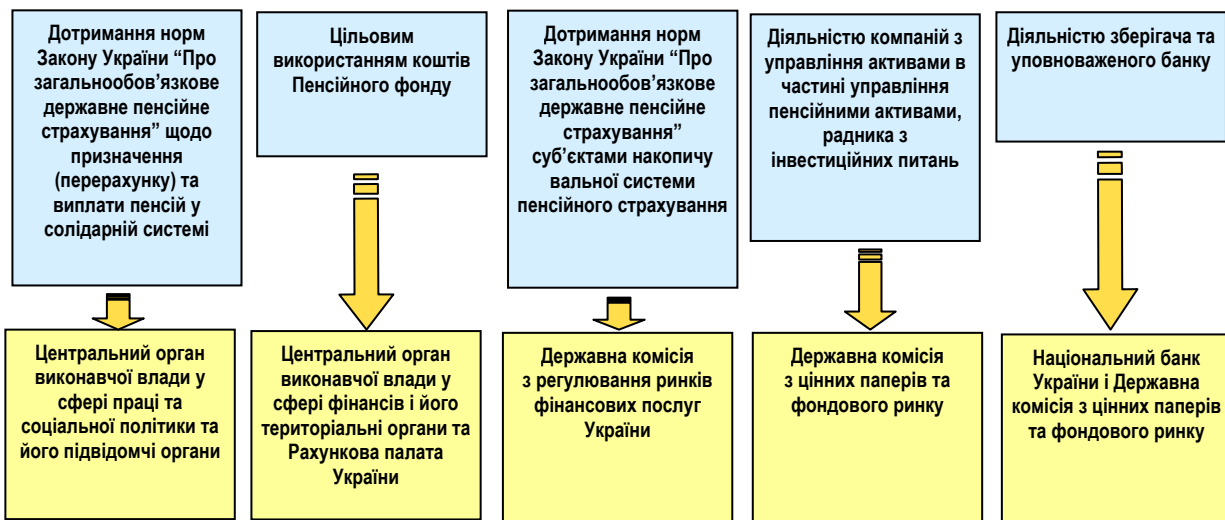 Дотримання норм
Закону України “Про
загальнообов’язкове
державне пенсійне
страхування” щодо
призначення
(перерахунку) та
виплати пенсій у
солідарній системі
Цільовим
використанням коштів
Пенсійного фонду
Дотримання норм
Закону України “Про
загальнообов’язкове
державне пенсійне
страхування”
суб’єктами накопичу
вальної системи
пенсійного страхування
Діяльністю компаній з
управління активами в
частині управління
пенсійними активами,
радника з
інвестиційних питань
Діяльністю зберігача та
уповноваженого банку
Центральний орган
виконавчої влади у
сфері праці та
соціальної політики та
його підвідомчі органи
Центральний орган
виконавчої влади у
сфері фінансів і його
територіальні органи та
Рахункова палата
України
Державна комісія
з регулювання ринків
фінансових послуг
України
Державна комісія
з цінних паперів та
фондового ринку
Національний банк
України і Державна
комісія з цінних паперів
та фондового ринку